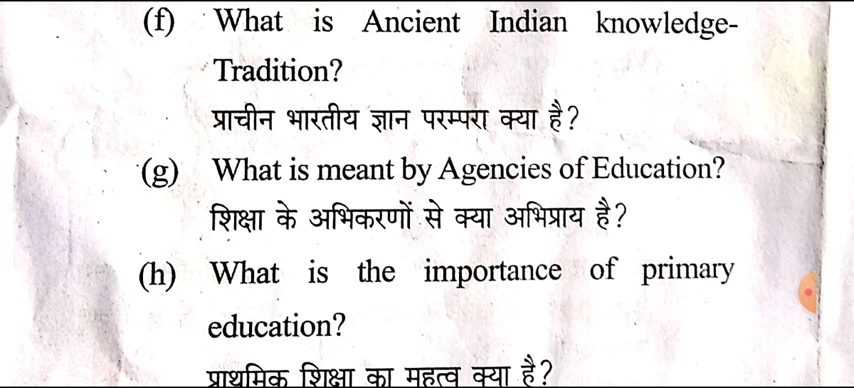 (f) What is Ancient Indian knowledge-
Tradition?
प्राचीन भारतीय ज्ञान परम्परा क्या है?
(g) What is meant by Agencies of Education?
शिक्षा के अभिकरणों से क्या अभिप्राय है?
(h) What is the importance of primary
education?
प्राथमिक शिक्षा का महत्व क्या है?